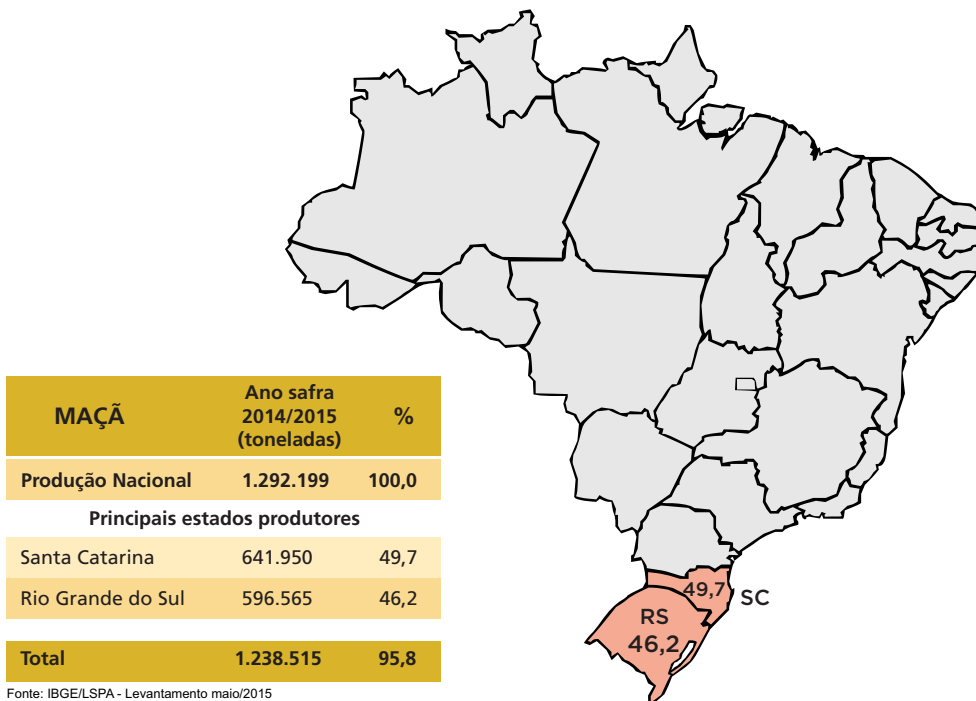 MAÇÃ
Ano safra
2014/2015
(toneladas)
%
Produção Nacional 1.292.199 100,0
Principais estados produtores
Santa Catarina 641.950 49,7
Rio Grande do Sul 596.565 46,2
Total 1.238.515 95,8
Fonte: IBGE/LSPA - Levantamento maio/2015
49,7
SC
RS
46,2